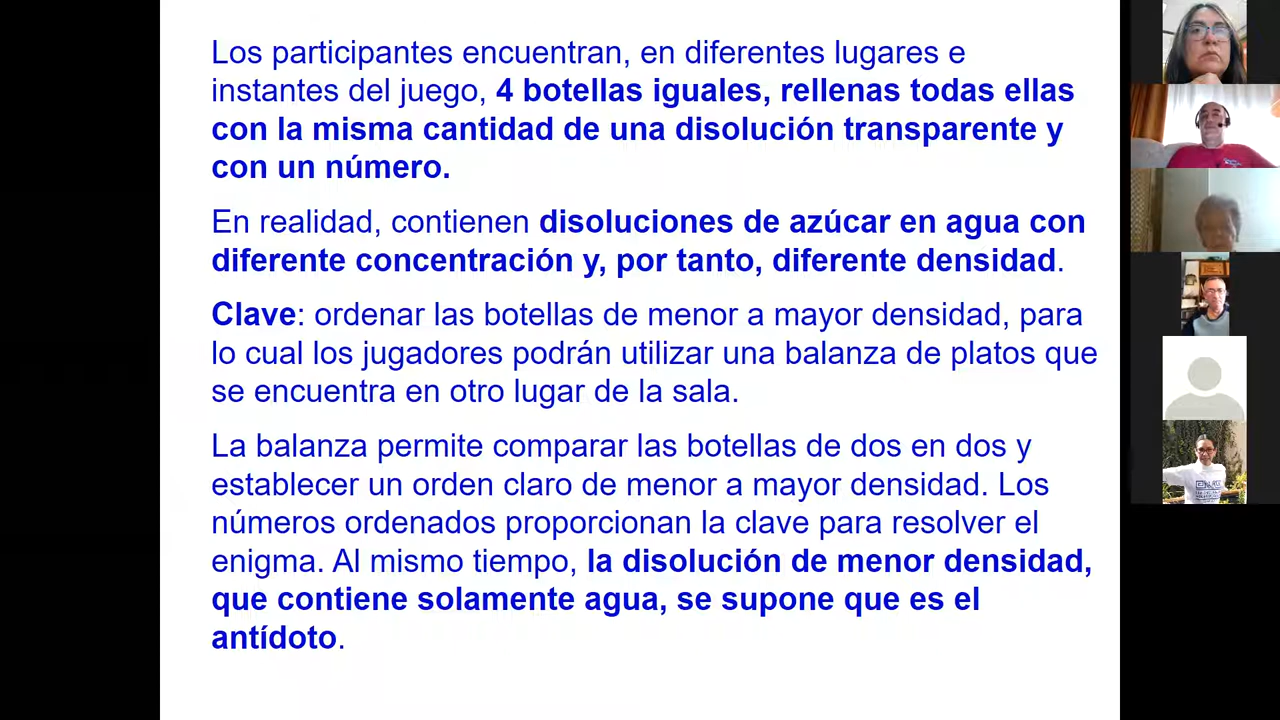 Los participantes encuentran, en diferentes lugares e
instantes del juego, 4 botellas iguales, rellenas todas ellas
con la misma cantidad de una disolución transparente y
con un número.
En realidad, contienen disoluciones de azúcar en agua con
diferente concentración y, por tanto, diferente densidad.
Clave: ordenar las botellas de menor a mayor densidad, para
lo cual los jugadores podrán utilizar una balanza de platos que
se encuentra en otro lugar de la sala.
La balanza permite comparar las botellas de dos en dos y
establecer un orden claro de menor a mayor densidad. Los
números ordenados proporcionan la clave para resolver el
enigma. Al mismo tiempo, la disolución de menor densidad,
que contiene solamente agua, se supone que es el
antídoto.